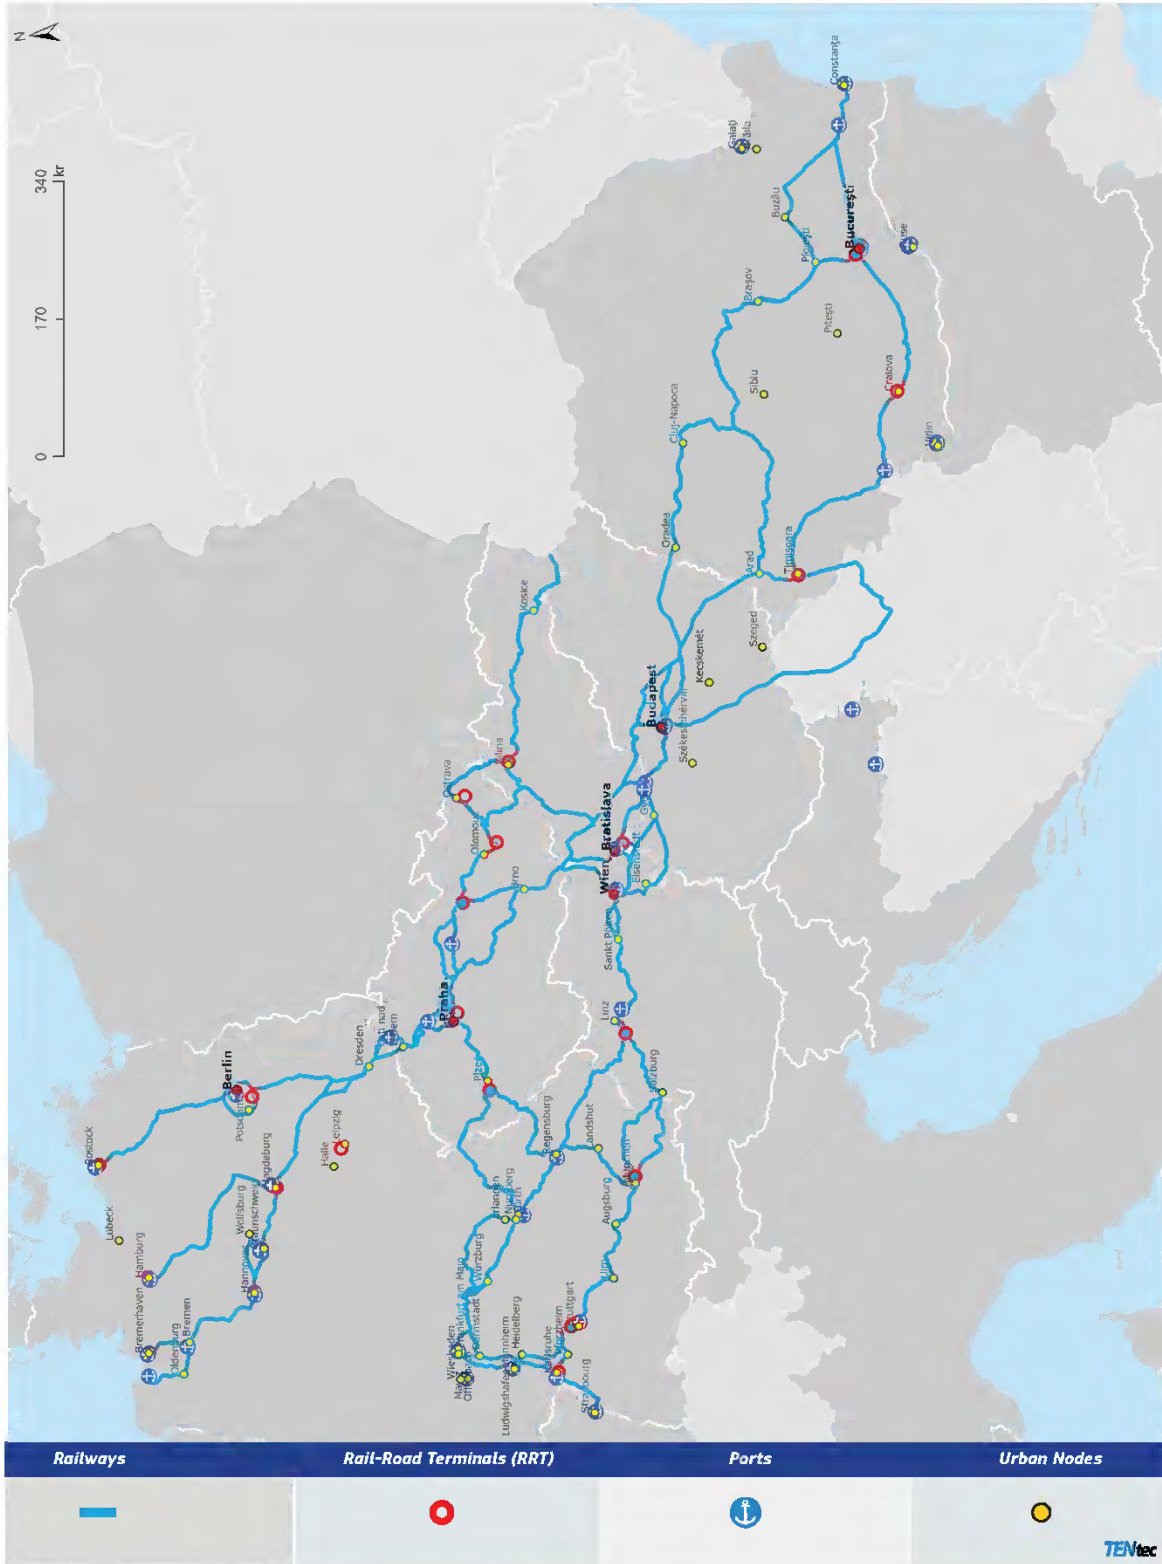 N
0 170 340
kr
Constanța
Galați
Buzău
București
Ploiești
Brașov
Pitești
Sibiu
Craiova
Vidin
Cluj-Napoca
Oradea
Arad
Timișoara
Szeged
Kecskemét
Budapest
Székesfehérvár
Košice
Žilina
Ostrava
Olomouc
Brno
Bratislava
Wien
Eisenstadt
Sankt Pölten
Linz
Salzburg
Praha
Plzeň
Dresden
Berlin
Potsdam
Rostock
Lübeck
Hamburg
Magdeburg
Halle
Leipzig
Wolfsburg
Braunschweig
Hannover
Bremerhaven
Bremen
Oldenburg
Regensburg
Landshut
München
Augsburg
Ulm
Stuttgart
Pforzheim
Karlsruhe
Strasbourg
Erlangen
Nürnberg
Fürth
Würzburg
Frankfurt am Main
Darmstadt
Wiesbaden
Mannheim
Heidelberg
Ludwigshafen
Railways
Rail-Road Terminals (RRT)
Ports
Urban Nodes
TENtec